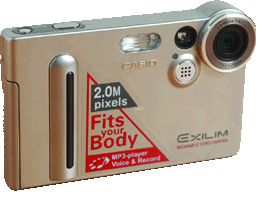 CASIO
2.0M
pixels
Fits
your
Body
MP3-player
Voice & Record
EXILIM
WEARABLE CARD CAMERA